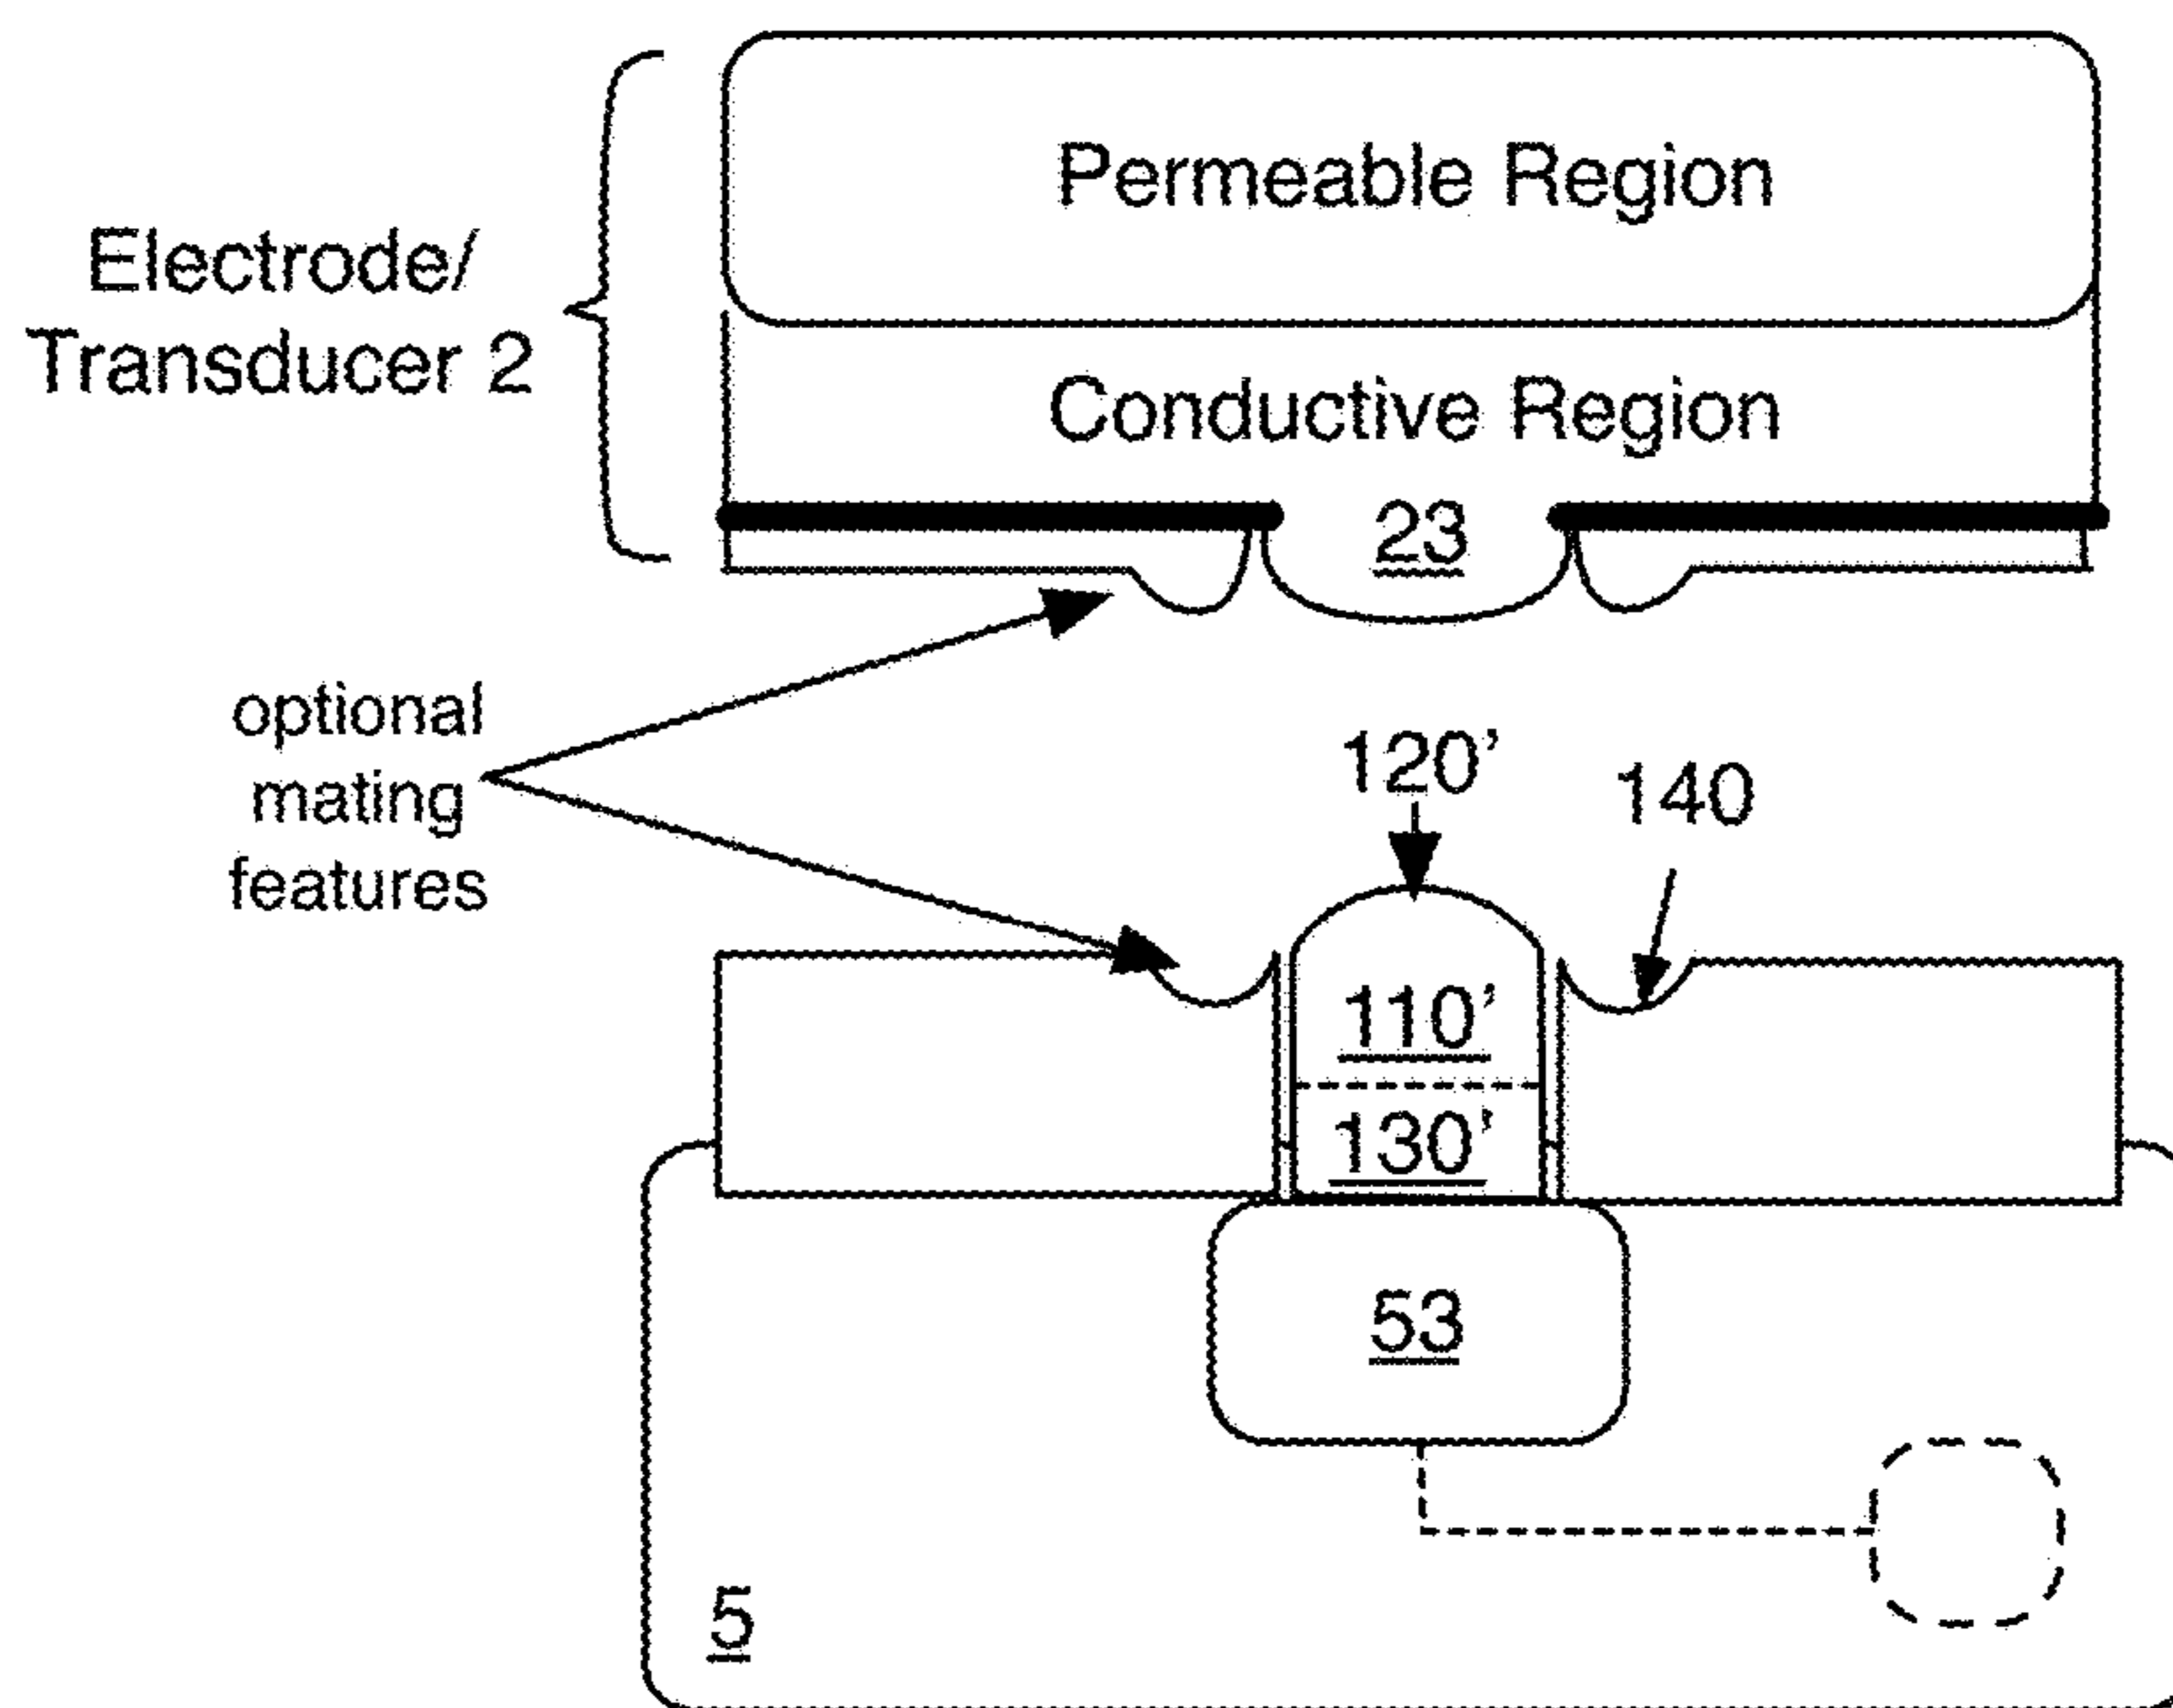 Permeable Region
Electrode/
Transducer 2
Conductive Region
23
optional
mating
features
120’
140
110’
130’
53
5